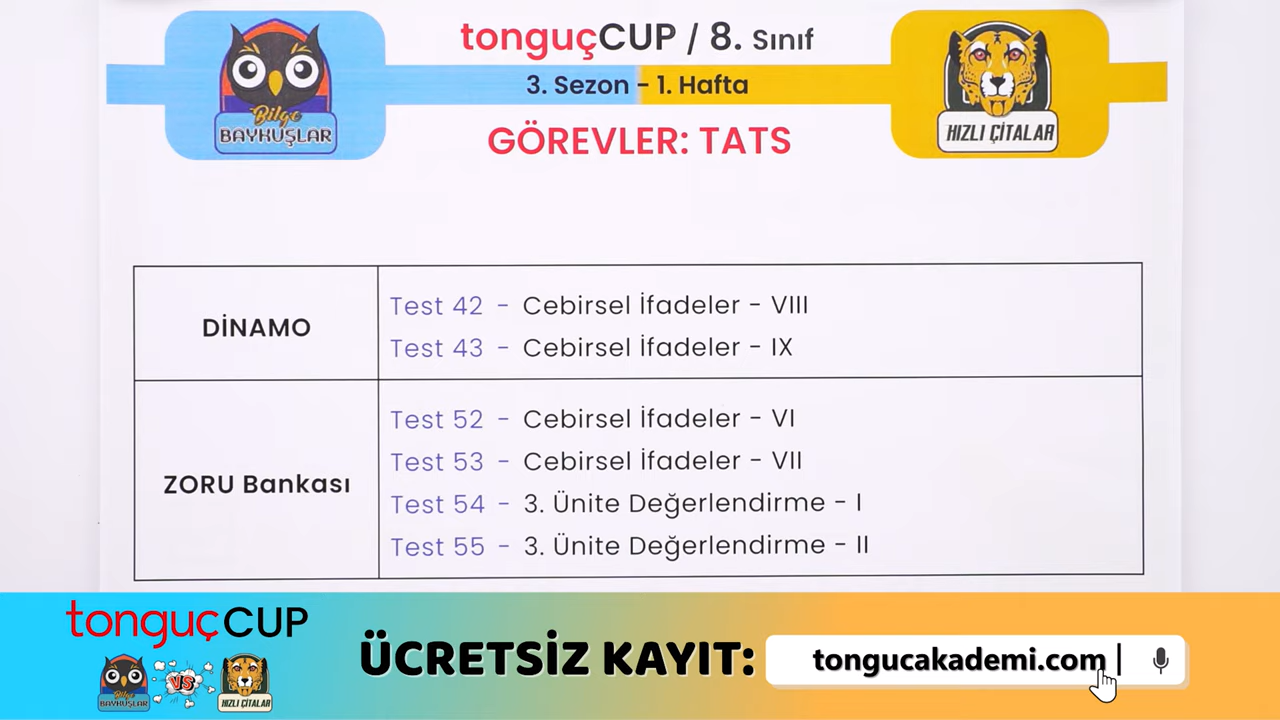 tonguçCUP / 8. Sınıf
3. Sezon - 1. Hafta
GÖREVLER: TATS
Bilge
BAYKUŞLAR
HIZLI ÇİTALAR
DİNAMO
Test 42 - Cebirsel İfadeler - VIII
Test 43 - Cebirsel İfadeler - IX
ZORU Bankası
Test 52 - Cebirsel İfadeler - VI
Test 53 - Cebirsel İfadeler - VII
Test 54 - 3. Ünite Değerlendirme - I
Test 55 - 3. Ünite Değerlendirme - II
tonguçCUP
Bilge
BAYKUŞLAR
VS
HIZLI ÇİTALAR
ÜCRETSİZ KAYIT:
tongucakademi.com